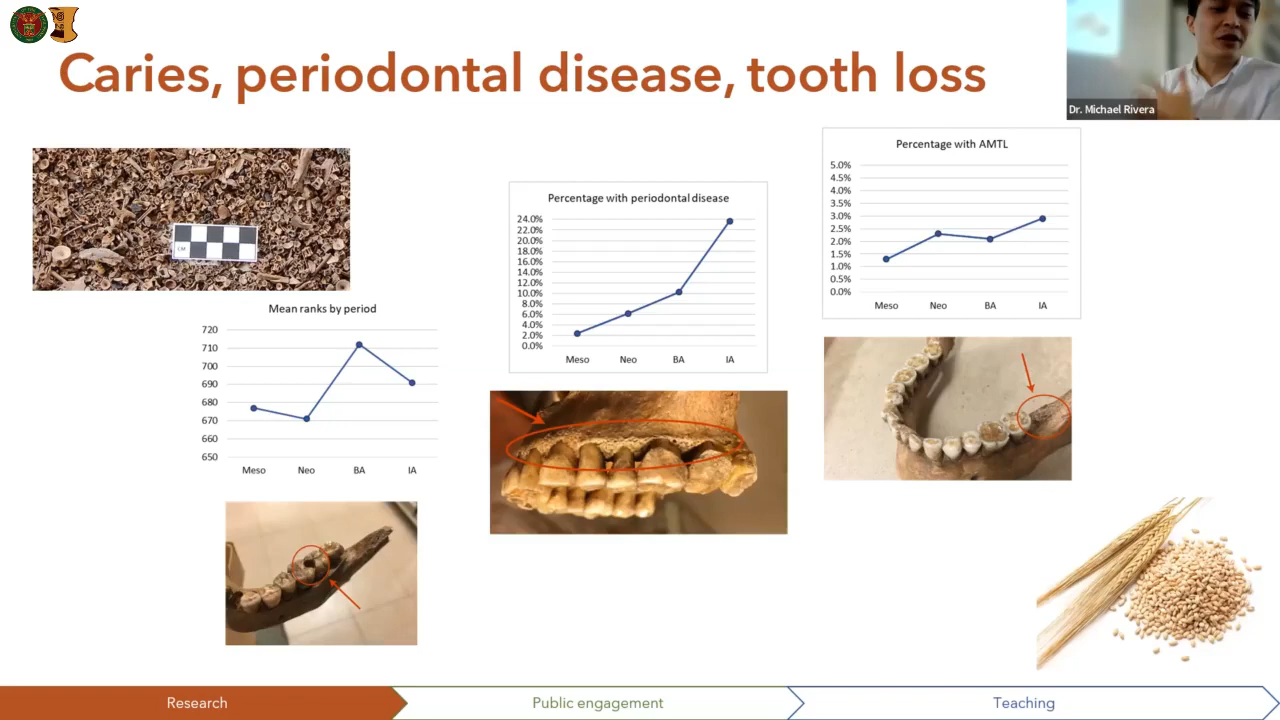 Caries, periodontal disease, tooth loss
Dr. Michael Rivera
CM
Mean ranks by period
720
710
700
690
680
670
660
650
Meso Neo BA IA
Percentage with periodontal disease
24.0%
22.0%
20.0%
18.0%
16.0%
14.0%
12.0%
10.0%
8.0%
6.0%
4.0%
2.0%
0.0%
Meso Neo BA IA
Percentage with AMTL
5.0%
4.5%
4.0%
3.5%
3.0%
2.5%
2.0%
1.5%
1.0%
0.5%
0.0%
Meso Neo BA IA
Research
Public engagement
Teaching